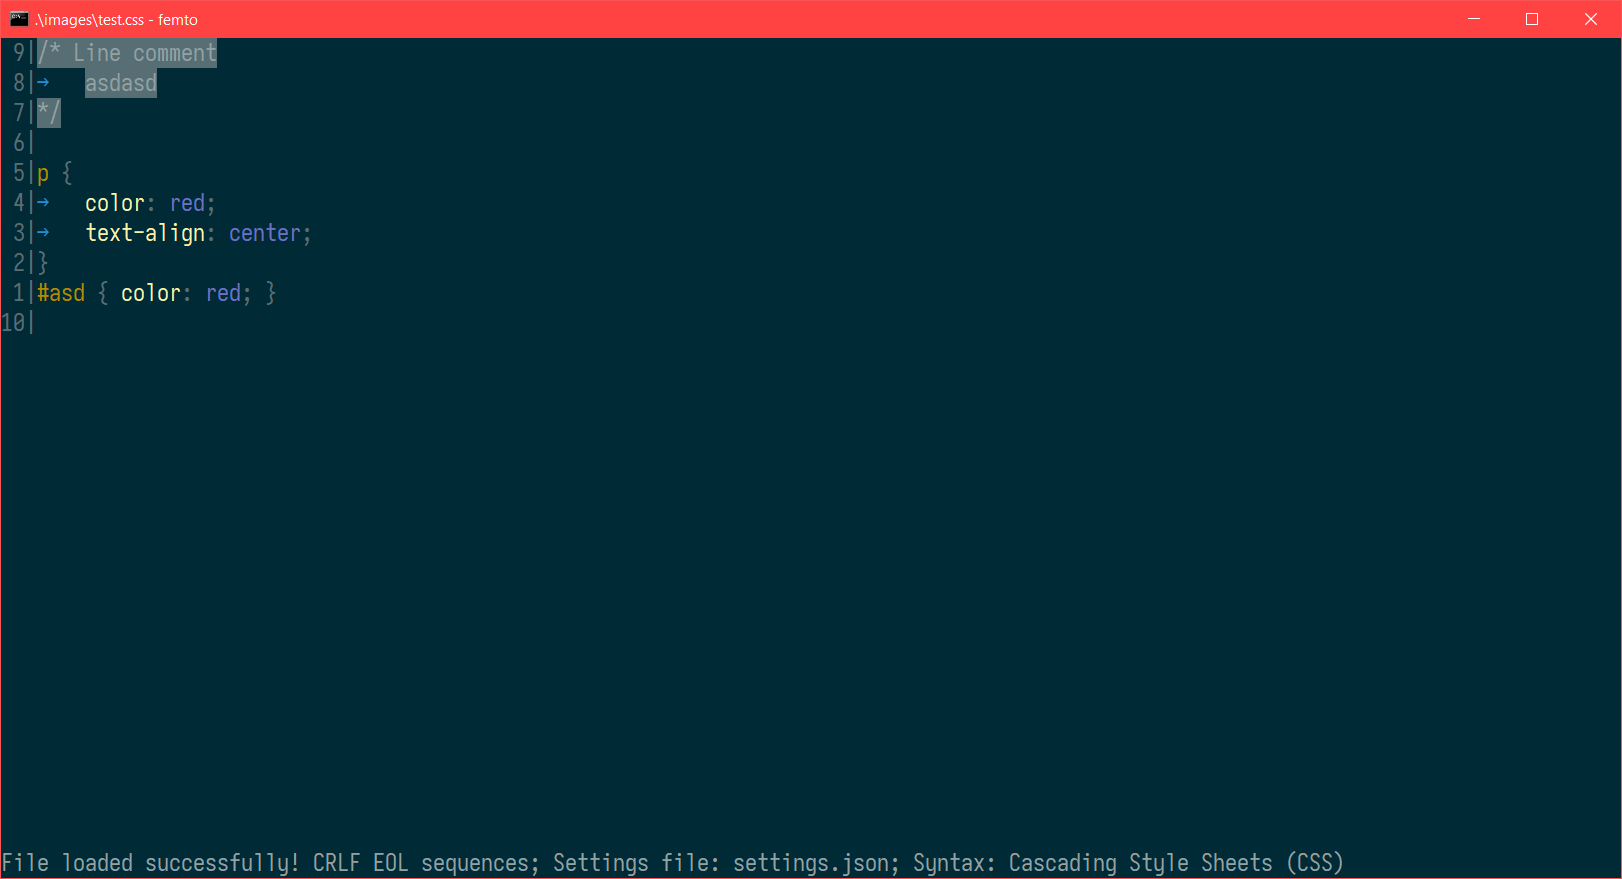 .\images\test.css - femto
9|/* Line comment
8|→   asdasd
7|*/
6|
5|p {
4|→   color: red;
3|→   text-align: center;
2|}
1|#asd { color: red; }
10|
File loaded successfully! CRLF EOL sequences; Settings file: settings.json; Syntax: Cascading Style Sheets (CSS)